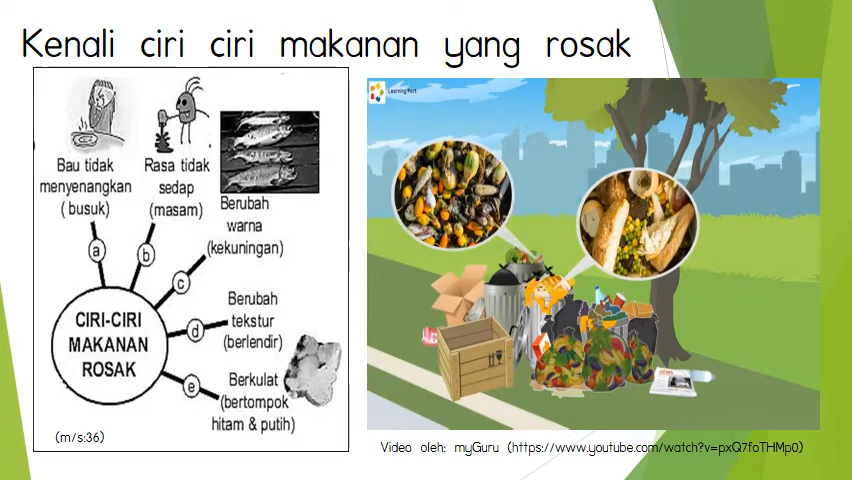 Kenali ciri ciri makanan yang rosak
Bau tidak
menyenangkan
( busuk)
Rasa tidak
sedap
(masam)
Berubah
warna
(kekuningan)
Berubah
tekstur
(berlendir)
Berkulat
(bertompok
hitam & putih)
a
b
c
d
e
CIRI-CIRI
MAKANAN
ROSAK
(m/s:36)
Learning Port
Video oleh: myGuru (https://www.youtube.com/watch?v=pxQ7foTHMp0)